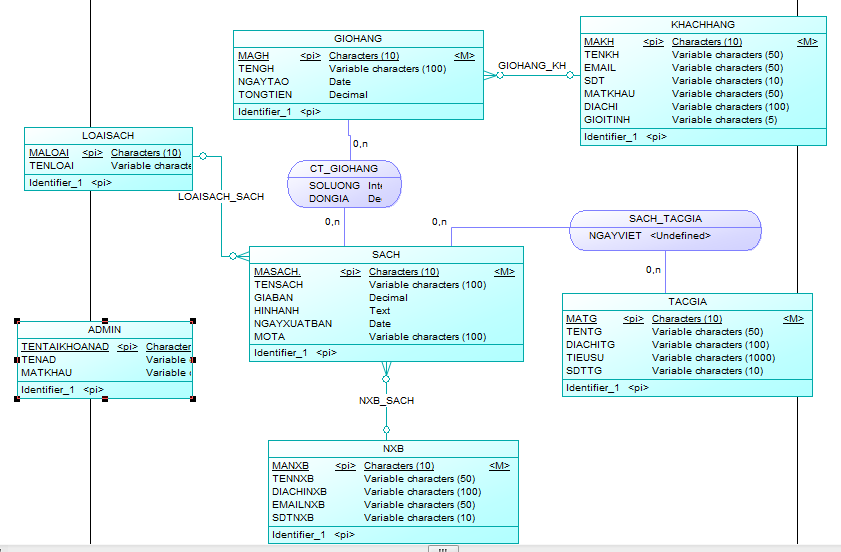 GIOHANG
MAGH <pi> Characters (10) <M>
TENGH Variable characters (100)
NGAYTAO Date
TONGTIEN Decimal
Identifier_1 <pi>
GIOHANG_KH
KHACHHANG
MAKH <pi> Characters (10) <M>
TENKH Variable characters (50)
EMAIL Variable characters (50)
SDT Variable characters (10)
MATKHAU Variable characters (50)
DIACHI Variable characters (100)
GIOITINH Variable characters (5)
Identifier_1 <pi>
LOAISACH
MALOAI <pi> Characters (10)
TENLOAI Variable characte
Identifier_1 <pi>
LOAISACH_SACH
0,n
CT_GIOHANG
SOLUONG Inte
DONGIA De
0,n
0,n
SACH_TACGIA
NGAYVIET <Undefined>
0,n
SACH
MASACH. <pi> Characters (10) <M>
TENSACH Variable characters (100)
GIABAN Decimal
HINHANH Text
NGAYXUATBAN Date
MOTA Variable characters (100)
Identifier_1 <pi>
TACGIA
MATG <pi> Characters (10) <M>
TENTG Variable characters (50)
DIACHITG Variable characters (100)
TIEUSU Variable characters (1000)
SDTTG Variable characters (10)
Identifier_1 <pi>
ADMIN
TENTAIKHOANAD <pi> Character
TENAD Variable
MATKHAU Variable
Identifier_1 <pi>
NXB_SACH
NXB
MANXB <pi> Characters (10) <M>
TENNXB Variable characters (50)
DIACHINXB Variable characters (100)
EMAILNXB Variable characters (50)
SDTNXB Variable characters (10)
Identifier_1 <pi>